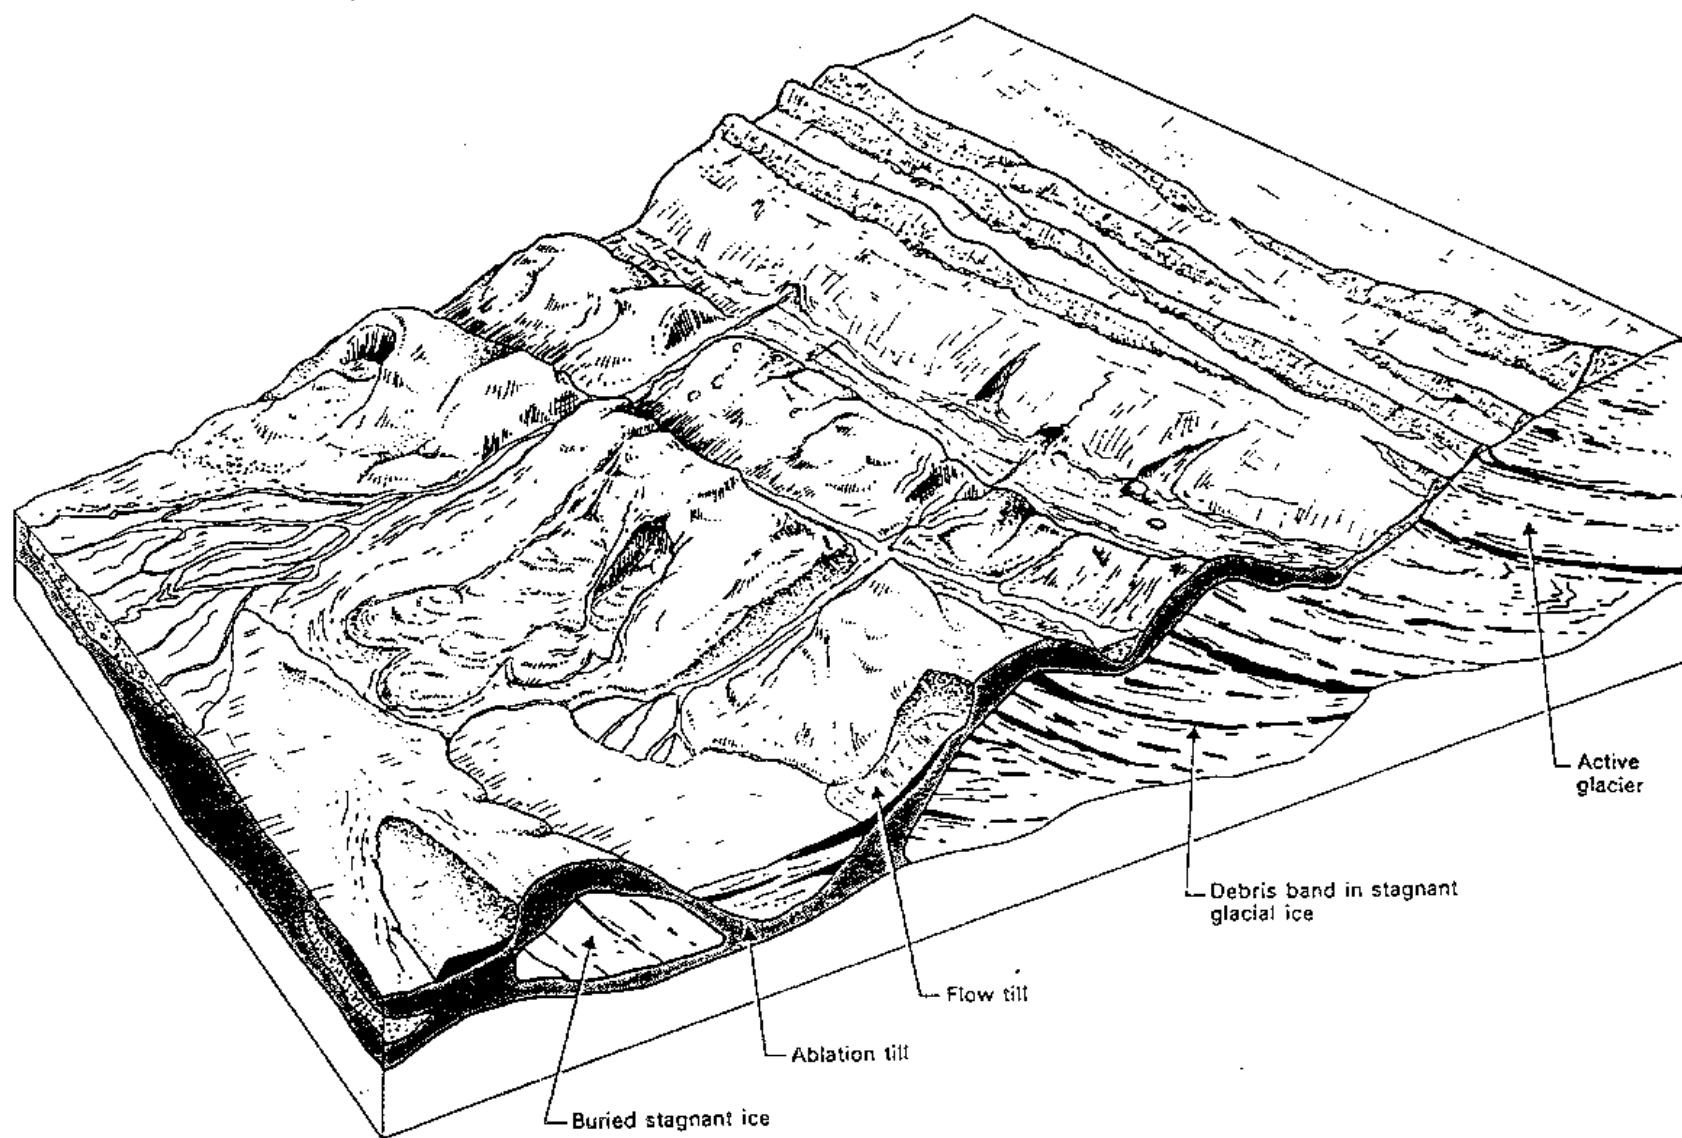 Active
glacier
Debris band in stagnant
glacial ice
Flow till
Ablation till
Buried stagnant ice